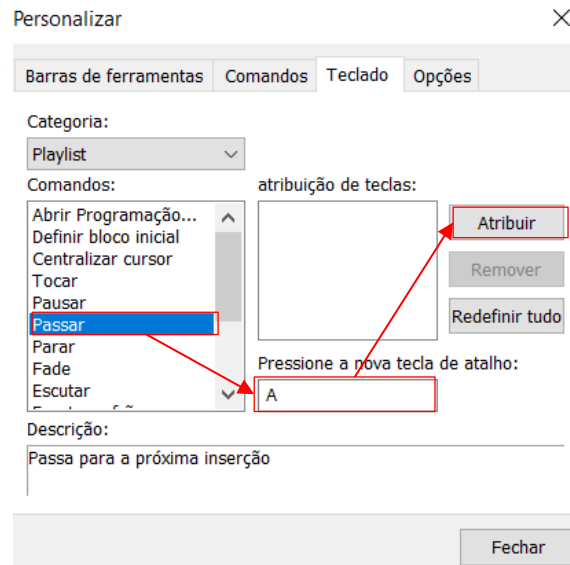 Personalizar
Barras de ferramentas Comandos Teclado Opções
Categoria:
Playlist
Comandos:
atribuição de teclas:
Abrir Programação...
Definir bloco inicial
Centralizar cursor
Tocar
Pausar
Passar
Parar
Fade
Escutar
Atribuir
Remover
Redefinir tudo
Pressione a nova tecla de atalho:
A
Descrição:
Passa para a próxima inserção
Fechar